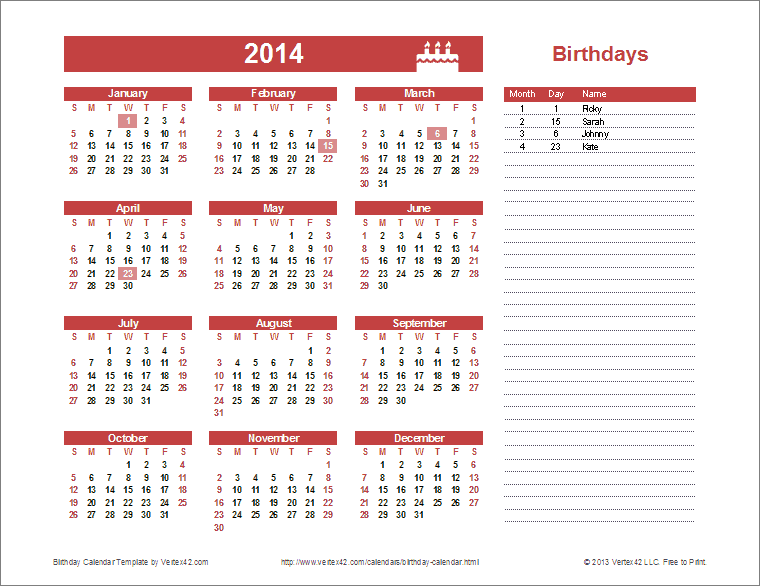 2014
January
S M T W T F S
1 2 3 4
5 6 7 8 9 10 11
12 13 14 15 16 17 18
19 20 21 22 23 24 25
26 27 28 29 30 31
February
S M T W T F S
1
2 3 4 5 6 7 8
9 10 11 12 13 14 15
16 17 18 19 20 21 22
23 24 25 26 27 28
March
S M T W T F S
1
2 3 4 5 6 7 8
9 10 11 12 13 14 15
16 17 18 19 20 21 22
23 24 25 26 27 28 29
30 31
April
S M T W T F S
1 2 3 4 5
6 7 8 9 10 11 12
13 14 15 16 17 18 19
20 21 22 23 24 25 26
27 28 29 30
May
S M T W T F S
1 2 3
4 5 6 7 8 9 10
11 12 13 14 15 16 17
18 19 20 21 22 23 24
25 26 27 28 29 30 31
June
S M T W T F S
1 2 3 4 5 6 7
8 9 10 11 12 13 14
15 16 17 18 19 20 21
22 23 24 25 26 27 28
29 30
July
S M T W T F S
1 2 3 4 5
6 7 8 9 10 11 12
13 14 15 16 17 18 19
20 21 22 23 24 25 26
27 28 29 30 31
August
S M T W T F S
1 2
3 4 5 6 7 8 9
10 11 12 13 14 15 16
17 18 19 20 21 22 23
24 25 26 27 28 29 30
31
September
S M T W T F S
1 2 3 4 5 6
7 8 9 10 11 12 13
14 15 16 17 18 19 20
21 22 23 24 25 26 27
28 29 30
October
S M T W T F S
1 2 3 4
5 6 7 8 9 10 11
12 13 14 15 16 17 18
19 20 21 22 23 24 25
26 27 28 29 30 31
November
S M T W T F S
1
2 3 4 5 6 7 8
9 10 11 12 13 14 15
16 17 18 19 20 21 22
23 24 25 26 27 28 29
30
December
S M T W T F S
1 2 3 4 5 6
7 8 9 10 11 12 13
14 15 16 17 18 19 20
21 22 23 24 25 26 27
28 29 30 31
Birthdays
Month Day Name
1 1 Ricky
2 15 Sarah
3 6 Johnny
4 23 Kate
Birthday Calendar Template by Vertex42.com
http://www.vertex42.com/calendars/birthday-calendar.html
© 2013 Vertex42 LLC. Free to Print.